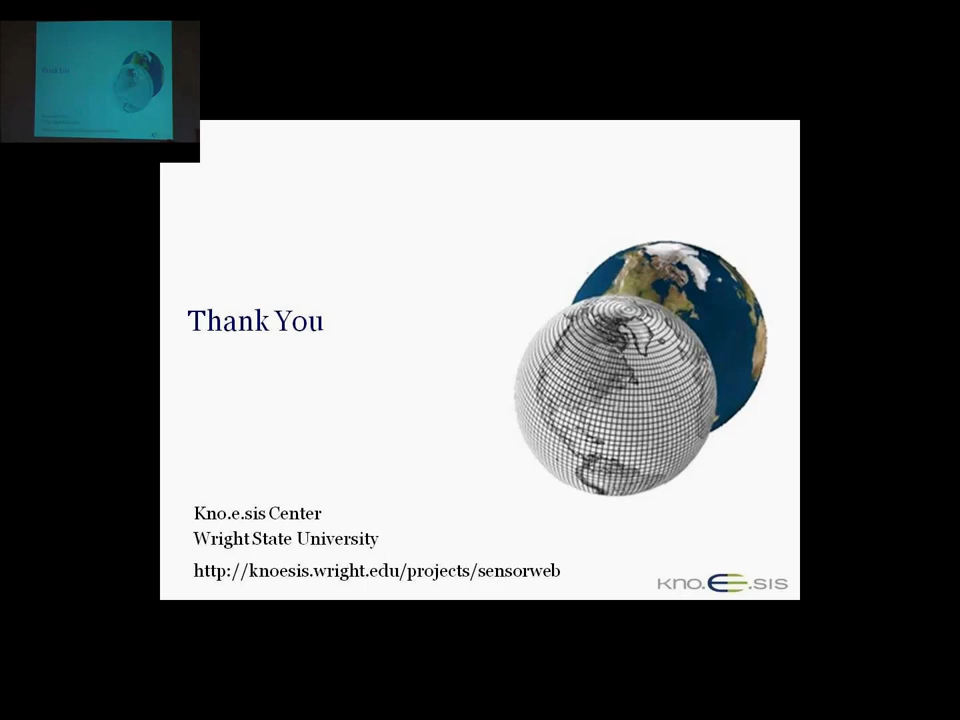 Thank You
Kno.e.sis Center
Wright State University
http://knoesis.wright.edu/projects/sensorweb
kno.e.sis